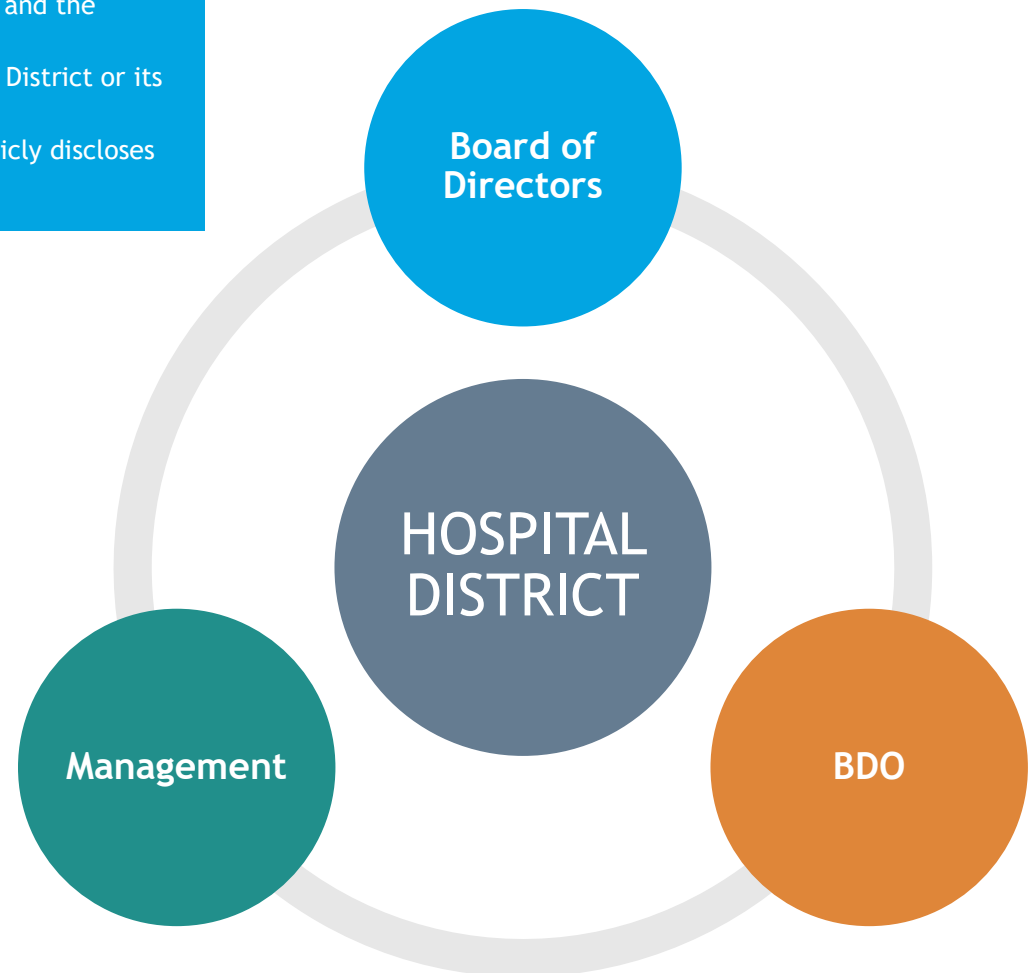 and the
District or its
icly discloses
Board of
Directors
HOSPITAL
DISTRICT
Management
BDO